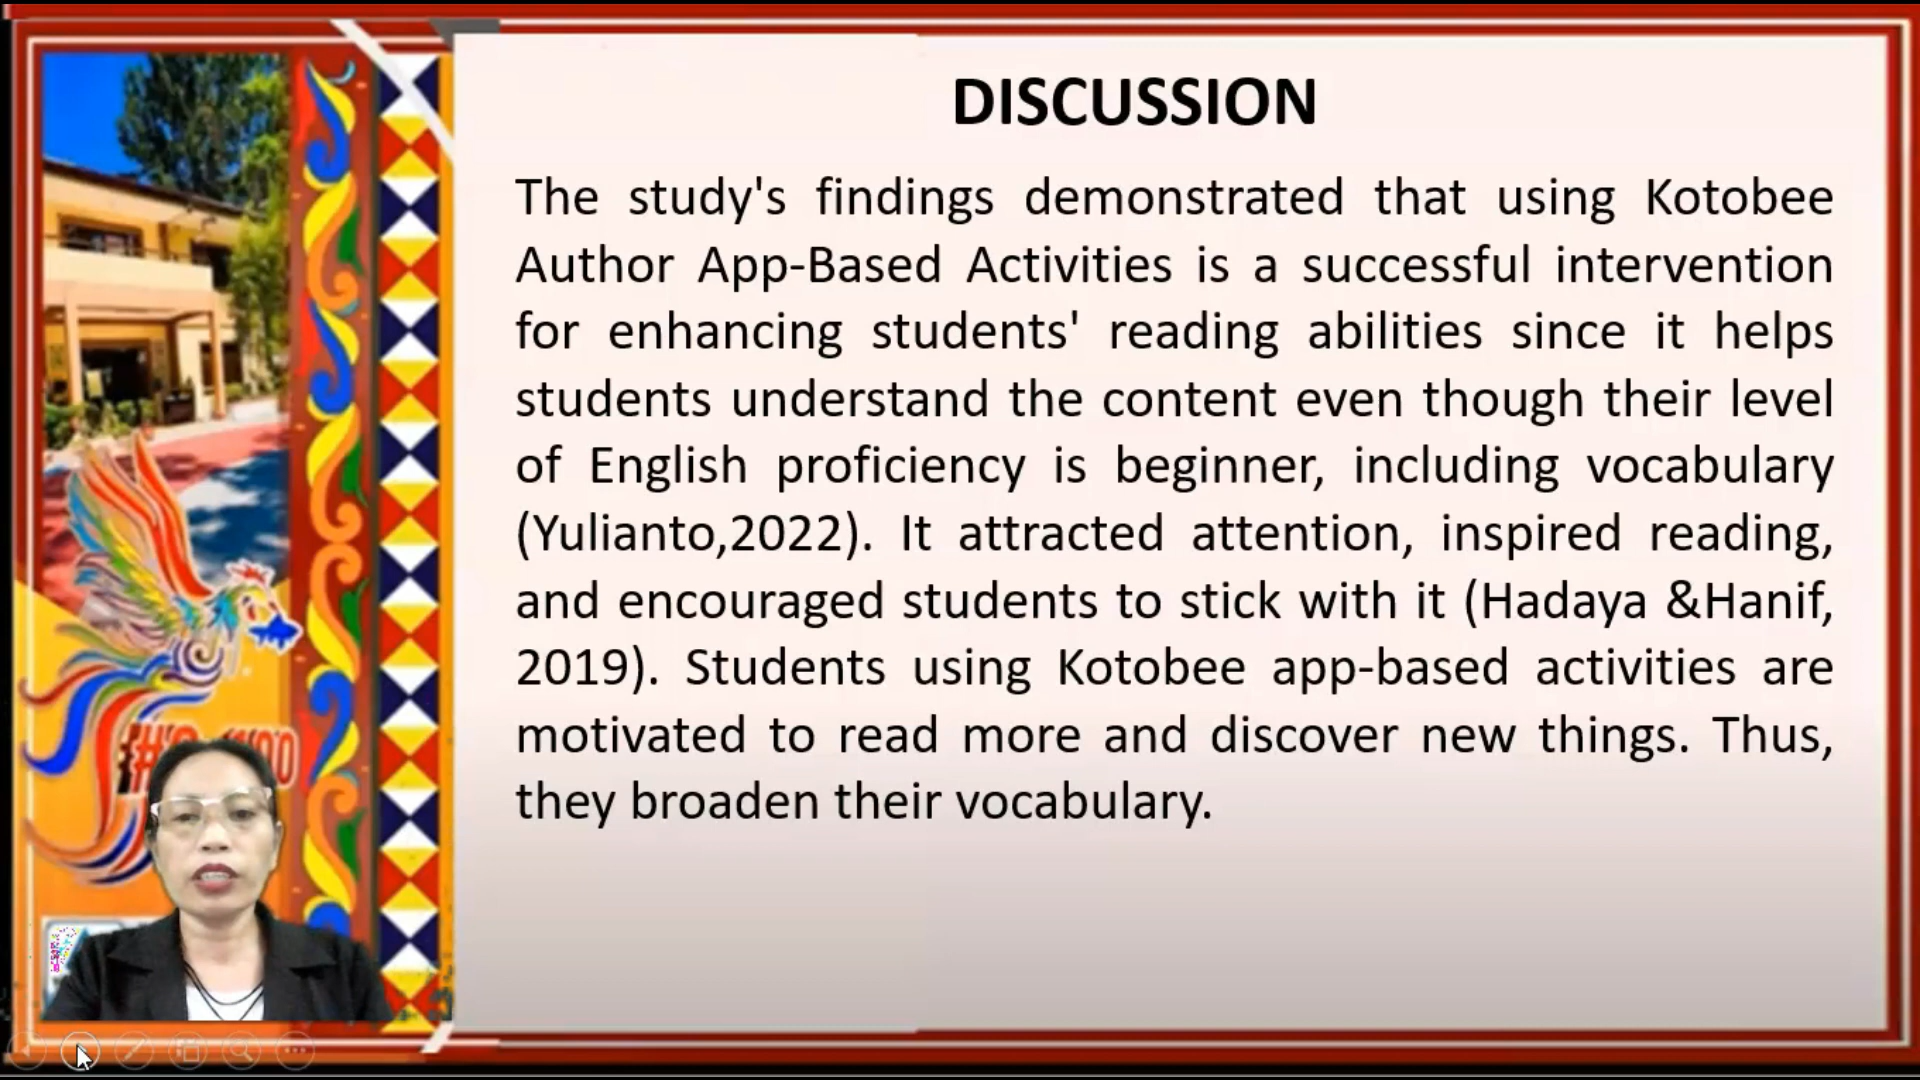 DISCUSSION
The study's findings demonstrated that using Kotobee
Author App-Based Activities is a successful intervention
for enhancing students' reading abilities since it helps
students understand the content even though their level
of English proficiency is beginner, including vocabulary
(Yulianto,2022). It attracted attention, inspired reading,
and encouraged students to stick with it (Hadaya &Hanif,
2019). Students using Kotobee app-based activities are
motivated to read more and discover new things. Thus,
they broaden their vocabulary.